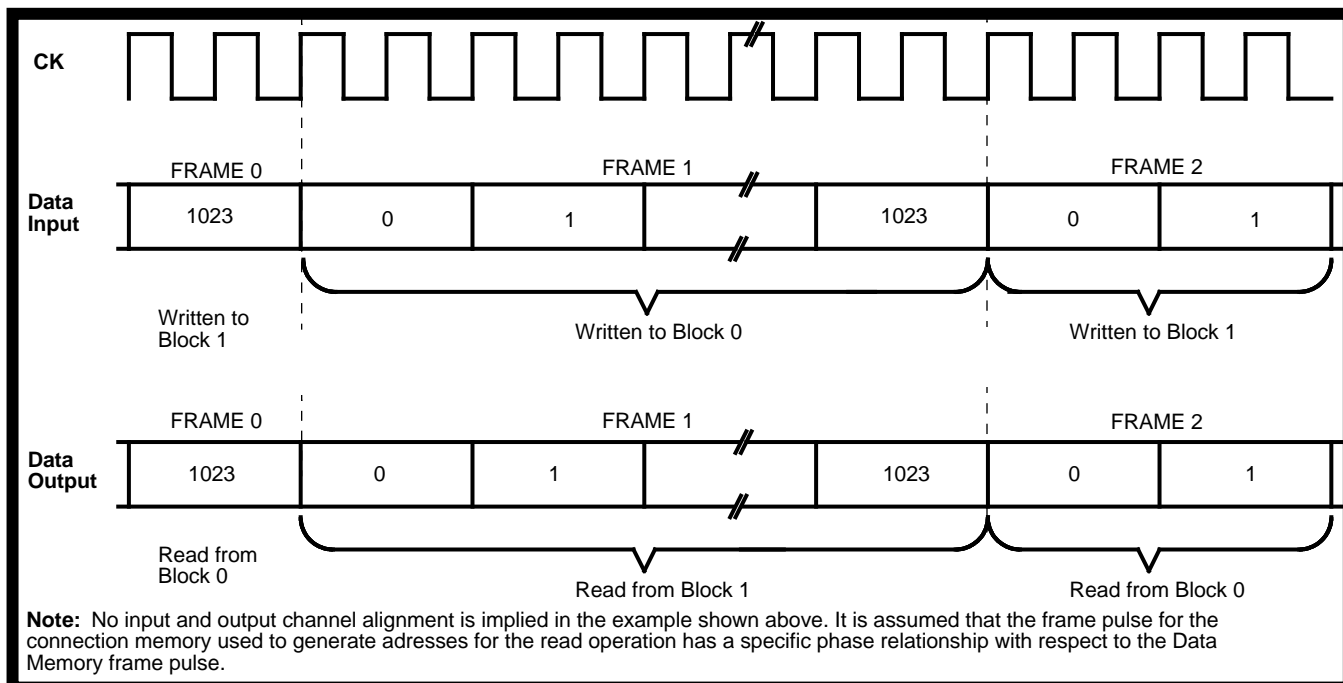 CK
FRAME 0 FRAME 1 FRAME 2
Data
Input
1023 0 1 1023 0 1
Written to
Block 1
Written to Block 0 Written to Block 1
FRAME 0 FRAME 1 FRAME 2
Data
Output
1023 0 1 1023 0 1
Read from
Block 0
Read from Block 1 Read from Block 0
Note: No input and output channel alignment is implied in the example shown above. It is assumed that the frame pulse for the
connection memory used to generate adresses for the read operation has a specific phase relationship with respect to the Data
Memory frame pulse.